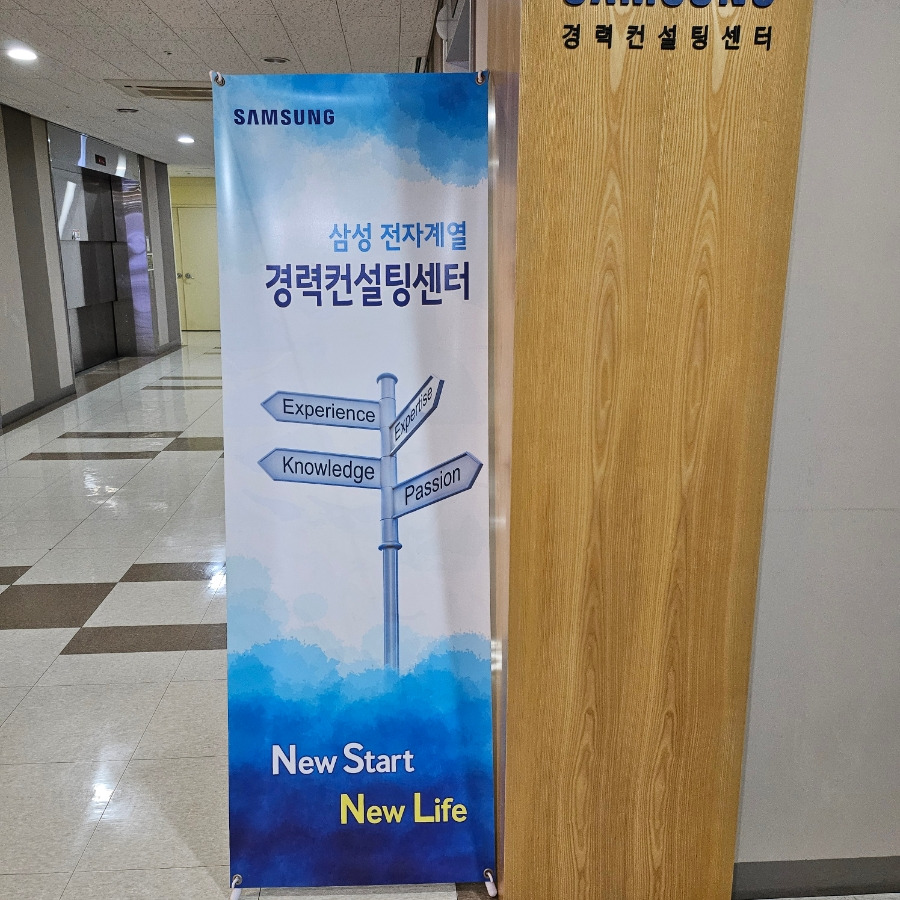 SAMSUNG
경력컨설팅센터
SAMSUNG
삼성 전자계열
경력컨설팅센터
Experience
Expertise
Knowledge
Passion
New Start
New Life